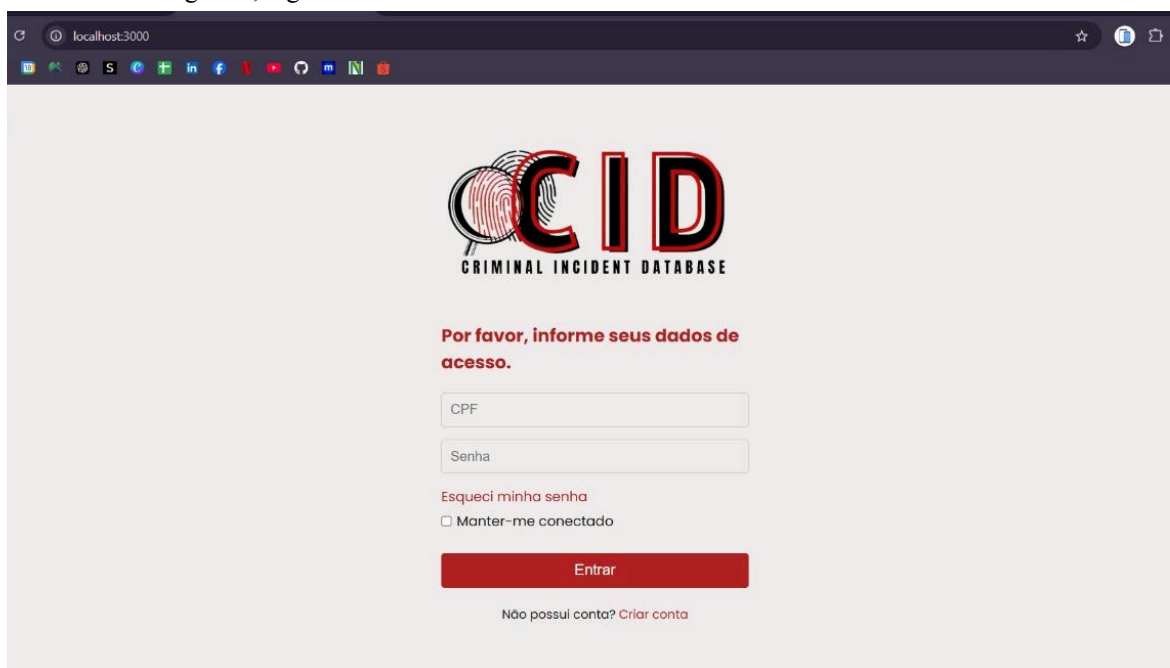 localhost:3000
CID
CRIMINAL INCIDENT DATABASE
Por favor, informe seus dados de
acesso.
CPF
Senha
Esqueci minha senha
Manter-me conectado
Entrar
Não possui conta? Criar conta